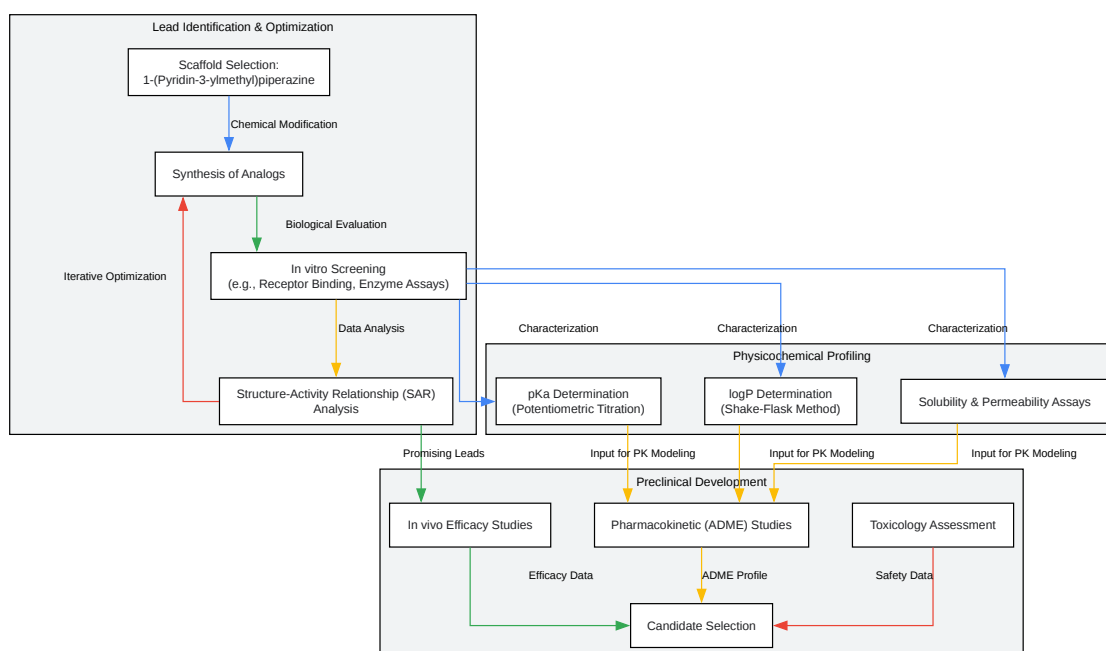 Lead Identification & Optimization
Scaffold Selection:
1-(Pyridin-3-ylmethyl)piperazine
Chemical Modification
Synthesis of Analogs
Biological Evaluation
In vitro Screening
(e.g., Receptor Binding, Enzyme Assays)
Iterative Optimization
Data Analysis
Characterization
Characterization
Characterization
Physicochemical Profiling
Structure-Activity Relationship (SAR)
Analysis
pKa Determination
(Potentiometric Titration)
logP Determination
(Shake-Flask Method)
Solubility & Permeability Assays
Promising Leads
Input for PK Modeling
Input for PK Modeling
Input for PK Modeling
Preclinical Development
In vivo Efficacy Studies
Pharmacokinetic (ADME) Studies
Toxicology Assessment
Efficacy Data
ADME Profile
Safety Data
Candidate Selection